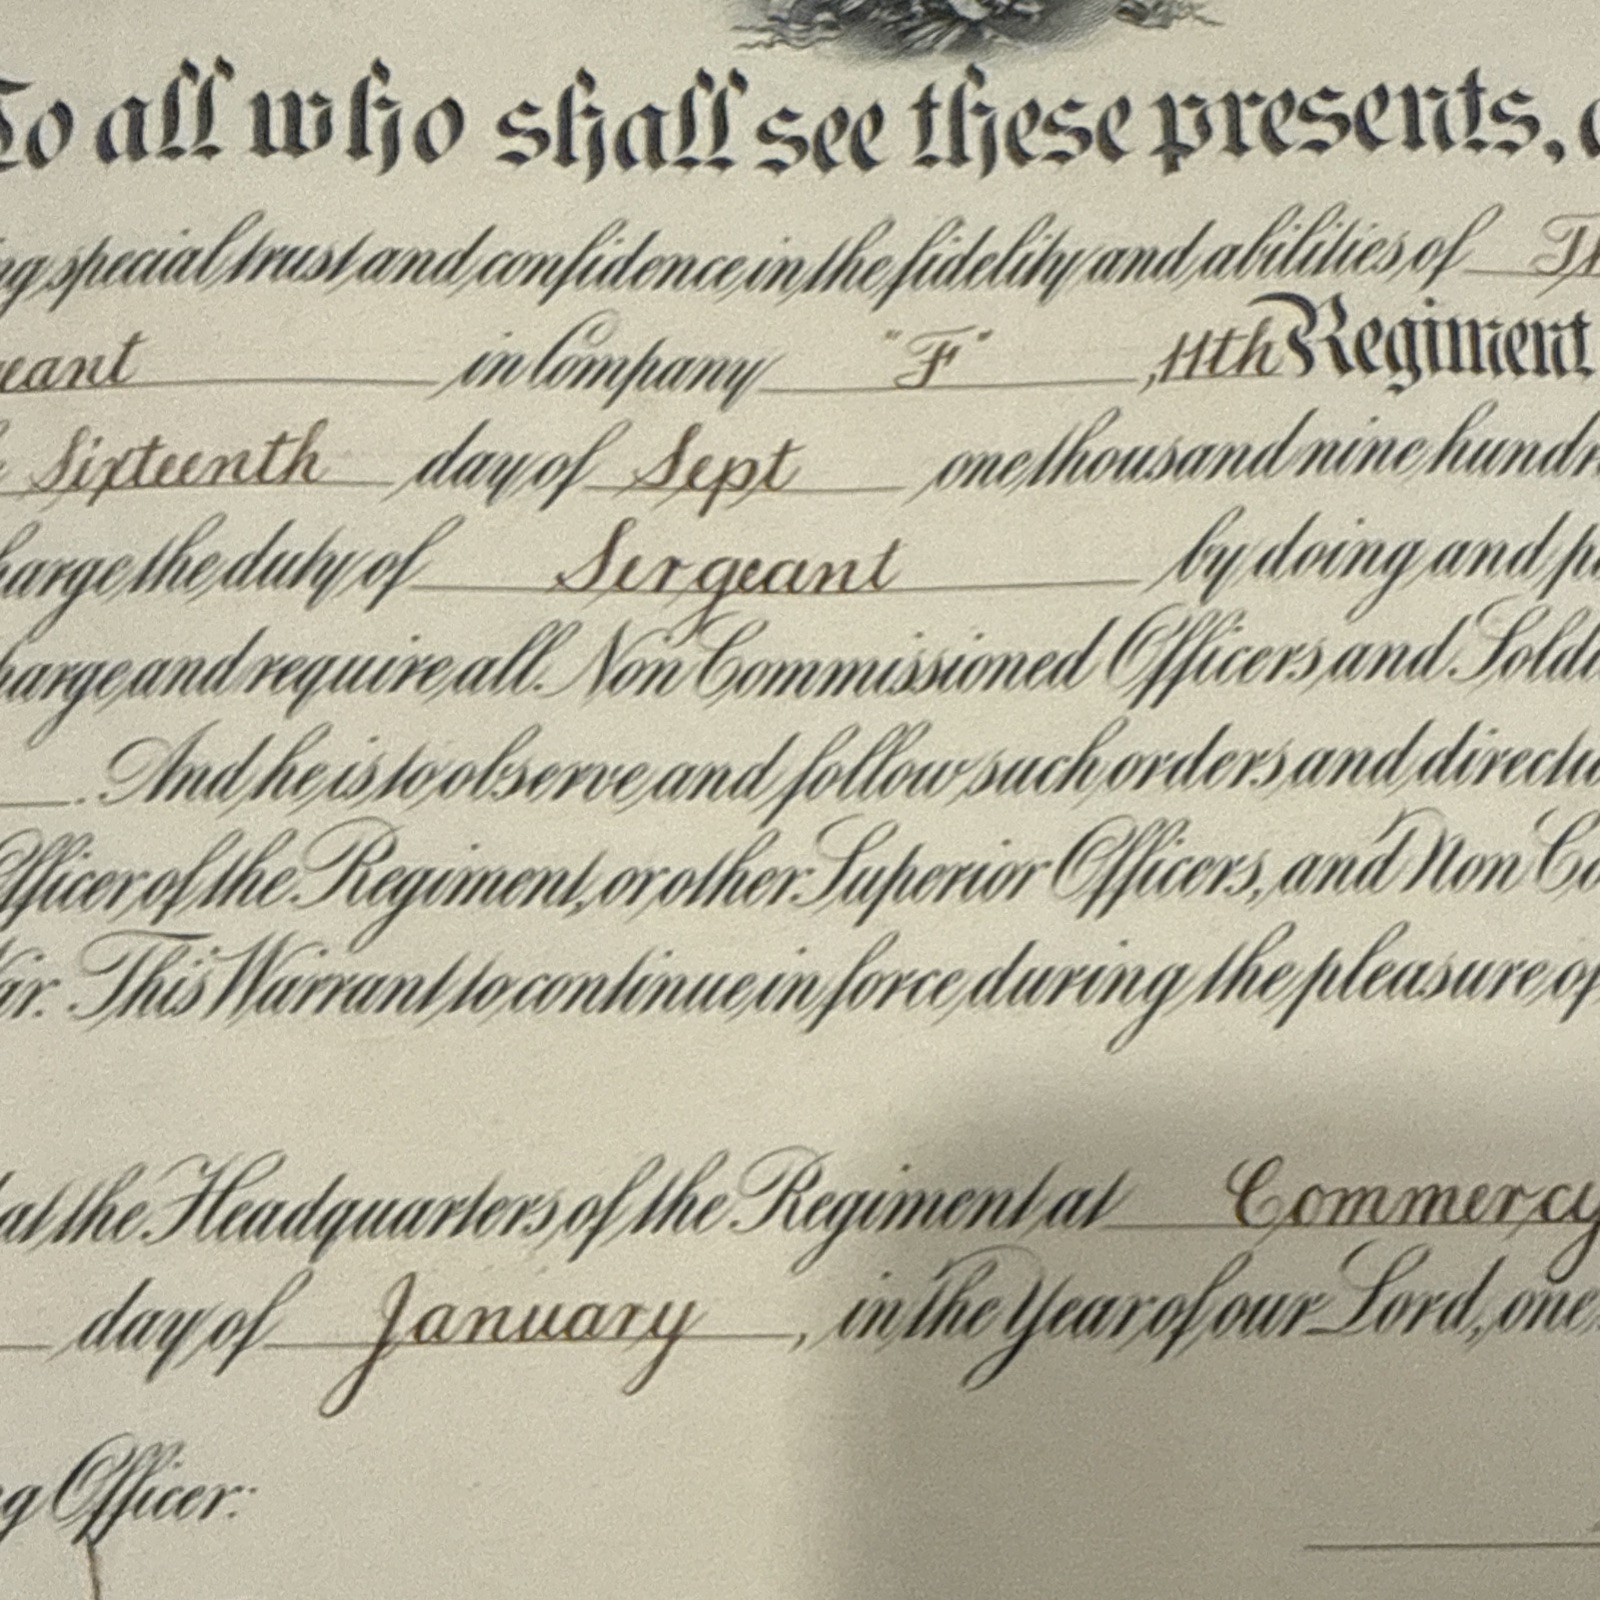 To all who shall see these presents,
special trust and confidence in the fidelity and abilities of
in Company "F", 11th Regiment
Sixteenth day of Sept one thousand nine
the duty of Sergeant by doing and
and require all Non Commissioned Officers and
. And he is to observe and follow such orders and
Officer of the Regiment, or other Superior Officers, and Non
This Warrant to continue in force during the pleasure of
at the Headquarters of the Regiment at Commercy
day of January, in the Year of our Lord, one
Officer: